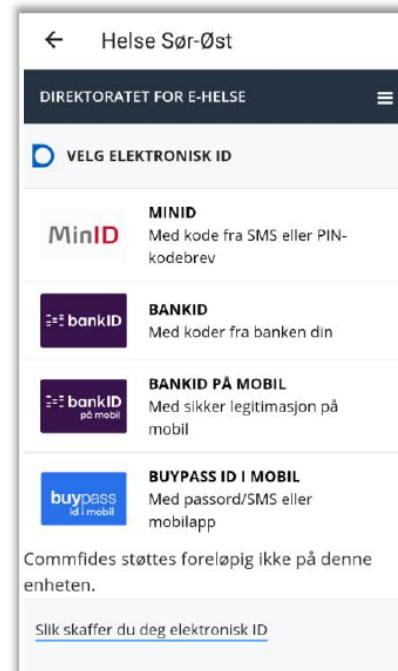 Helse Sør-Øst
DIREKTORATET FOR E-HELSE
VELG ELEKTRONISK ID
MinID
MINID
Med kode fra SMS eller PIN-
kodebrev
bankID
BANKID
Med koder fra banken din
bankID
på mobil
BANKID PÅ MOBIL
Med sikker legitimasjon på
mobil
buypass
id i mobil
BUYPASS ID I MOBIL
Med passord/SMS eller
mobilapp
Commfides støttes foreløpig ikke på denne
enheten.
Slik skaffer du deg elektronisk ID